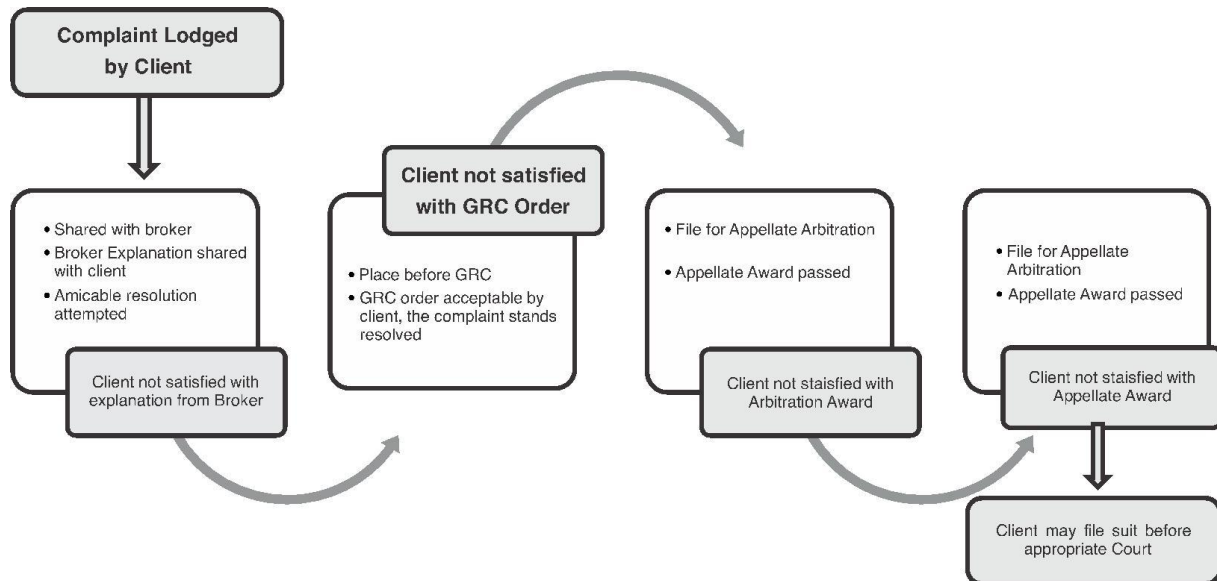 Complaint Lodged
by Client
• Shared with broker
• Broker Explanation shared
with client
• Amicable resolution
attempted
Client not satisfied with
explanation from Broker
Client not satisfied
with GRC Order
• Place before GRC
• GRC order acceptable by
client, the complaint stands
resolved
• File for Appellate Arbitration
• Appellate Award passed
Client not staisfied with
Arbitration Award
• File for Appellate
Arbitration
• Appellate Award passed
Client not staisfied with
Appellate Award
Client may file suit before
appropriate Court